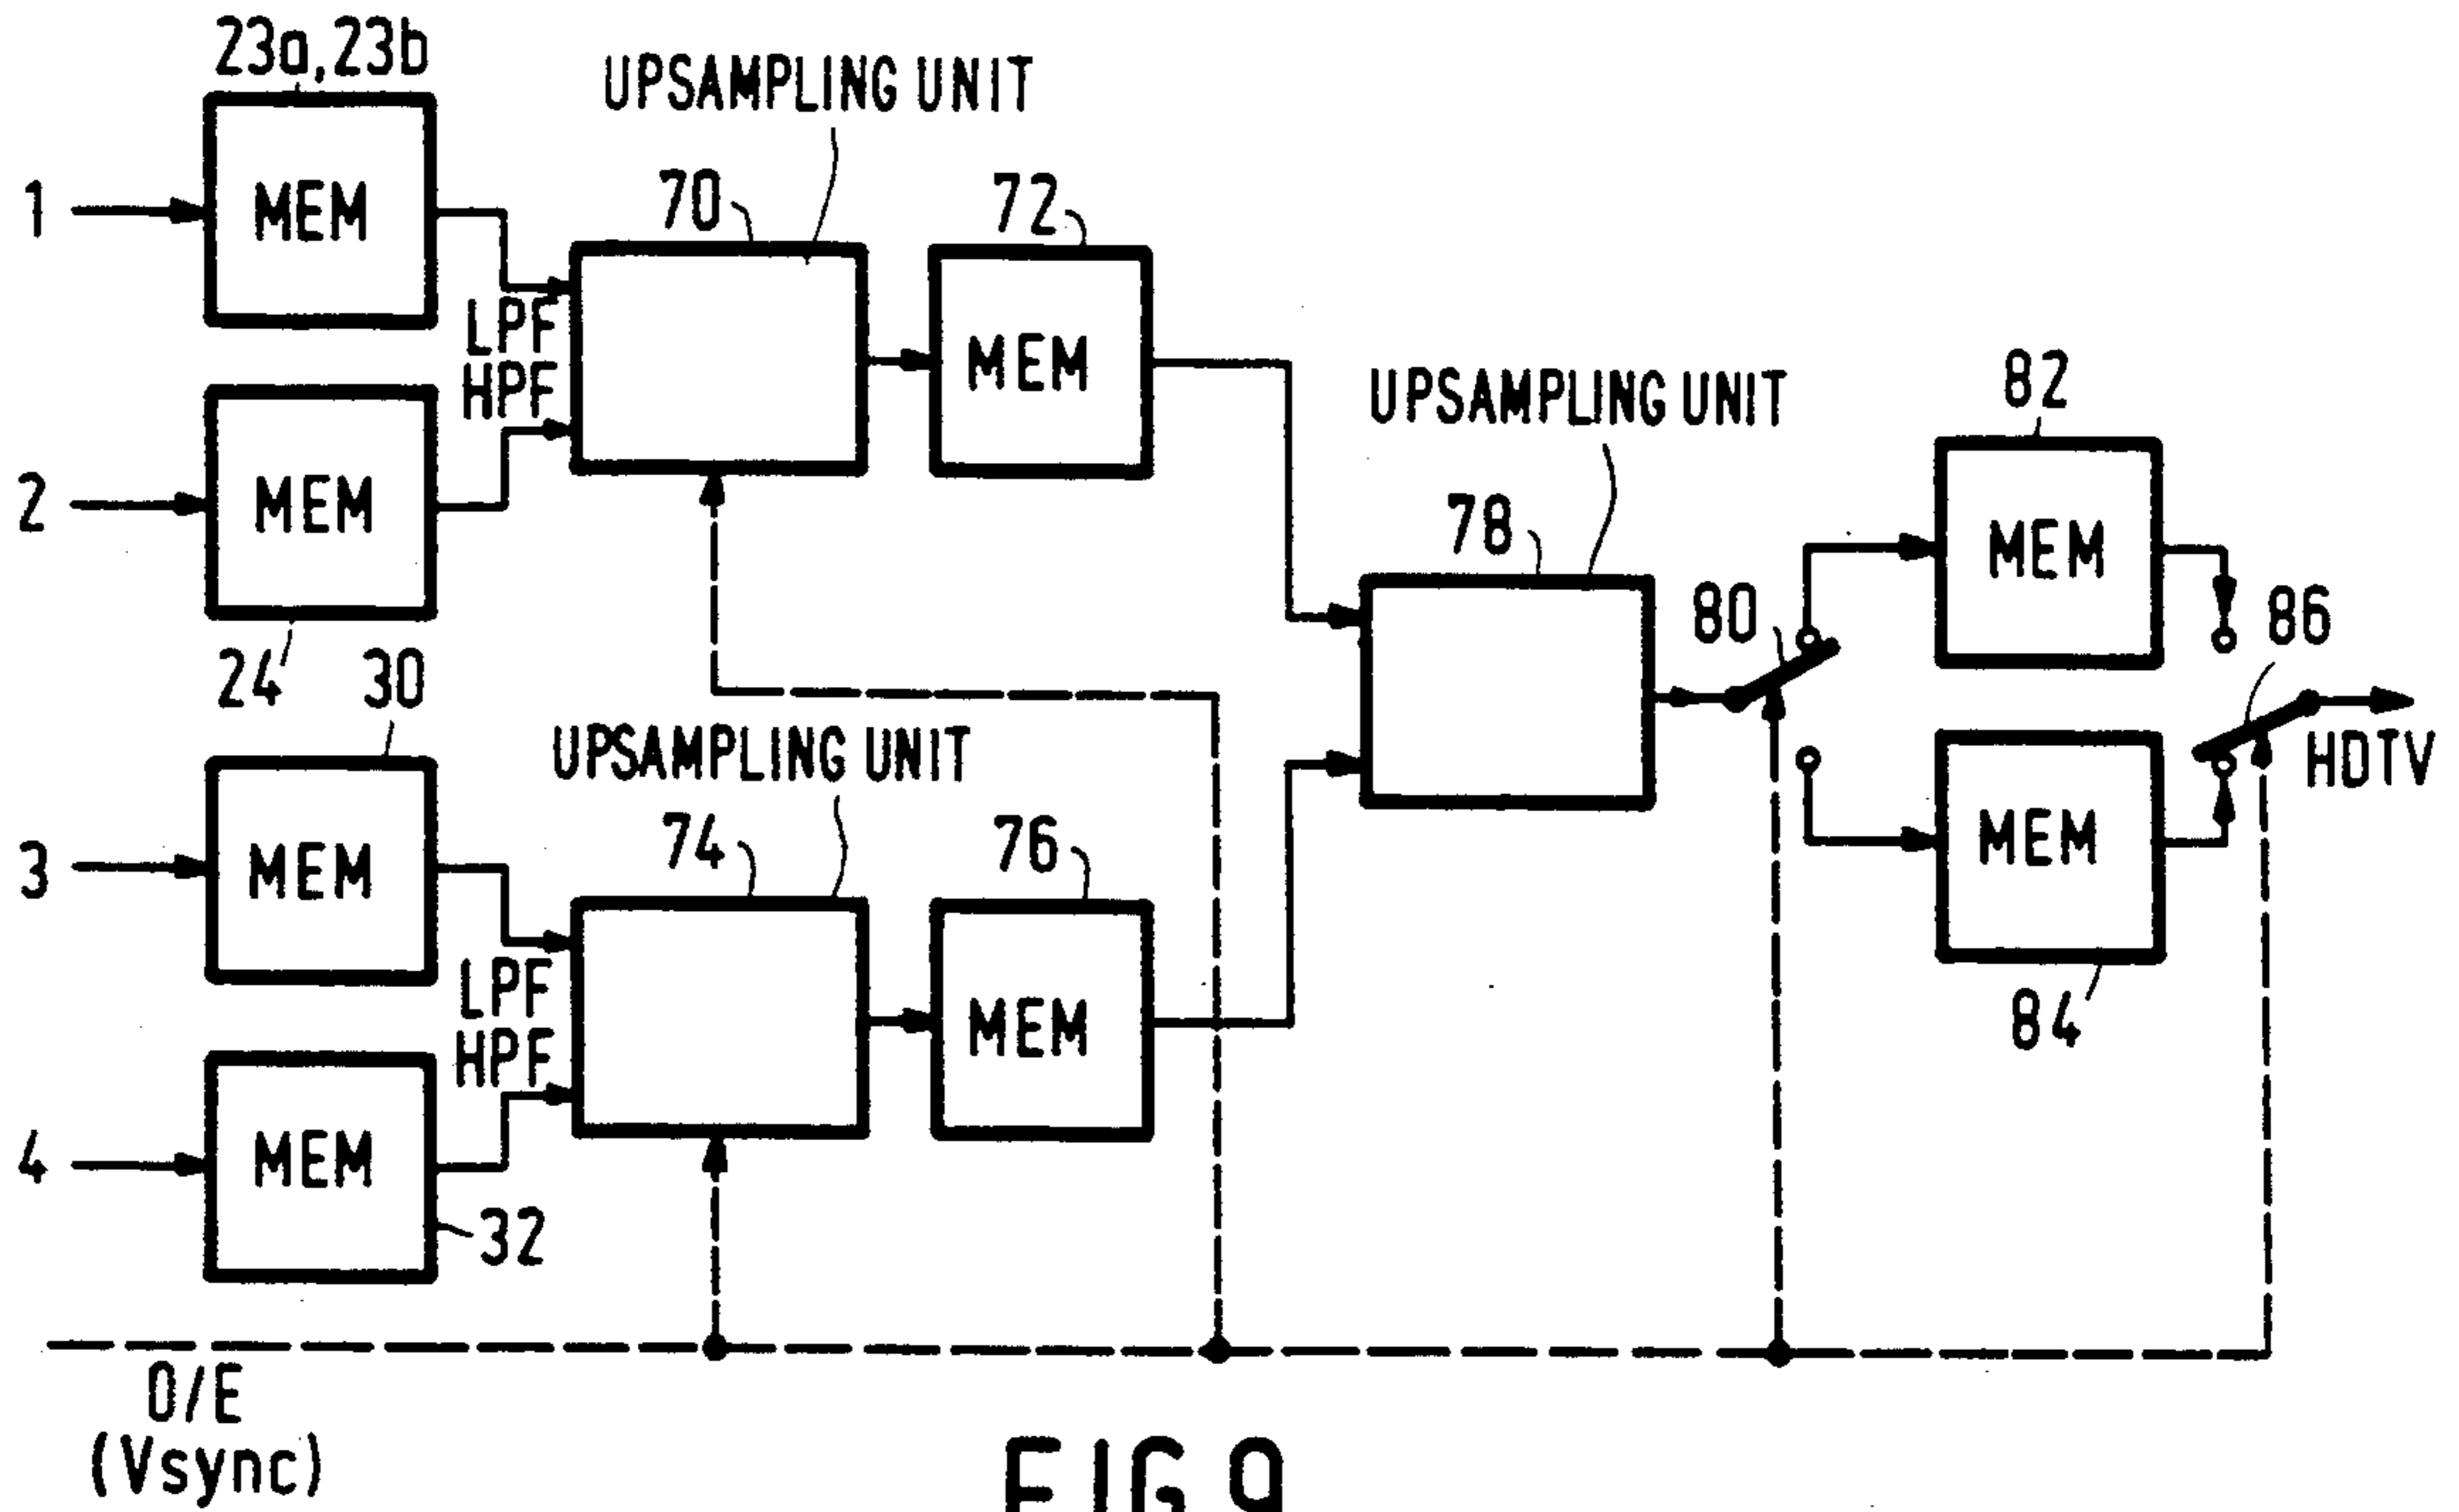 23a,23b
UPSAMPLING UNIT
1
MEM
70
72
LPF
HPF
MEM
2
MEM
24
UPSAMPLING UNIT
78
80
82
MEM
86
HDTV
30
UPSAMPLING UNIT
3
MEM
74
76
LPF
HPF
MEM
MEM
84
4
MEM
32
O/E
(Vsync)
FIG.9